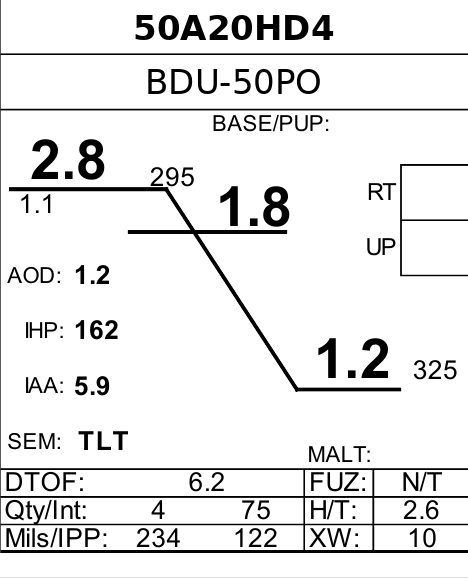 50A20HD4
BDU-50PO
BASE/PUP:
2.8
295
1.1
1.8
RT
UP
AOD: 1.2
IHP: 162
1.2 325
IAA: 5.9
SEM: TLT
MALT:
DTOF: 6.2 FUZ: N/T
Qty/Int: 4 75 H/T: 2.6
Mils/IPP: 234 122 XW: 10